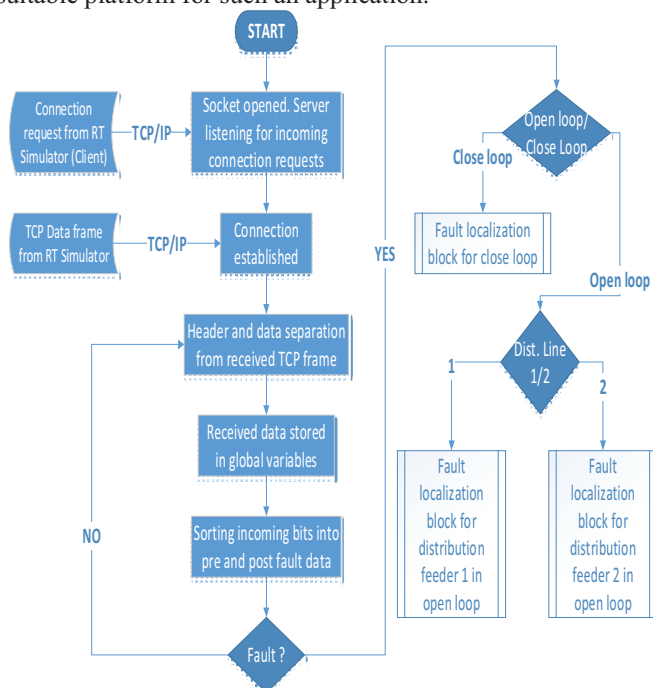 suitable platform for such an application.
START
Connection
request from RT
Simulator (Client)
TCP/IP
Socket opened. Server
listening for incoming
connection requests
TCP Data frame
from RT Simulator
TCP/IP
Connection
established
Header and data separation
from received TCP frame
Received data stored
in global variables
Sorting incoming bits into
pre and post fault data
Fault ?
NO
YES
Open loop/
Close Loop
Close loop
Fault localization
block for close loop
Open loop
Dist. Line
1/2
1
2
Fault
localization
block for
distribution
feeder 1 in
open loop
Fault
localization
block for
distribution
feeder 2 in
open loop